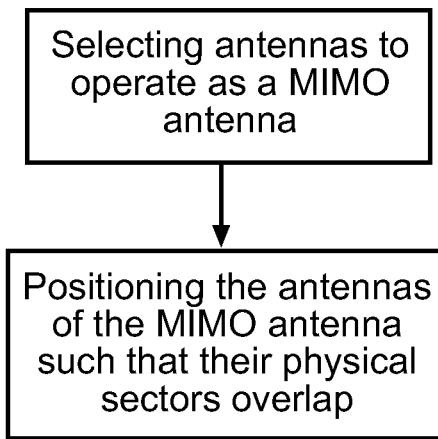 Selecting antennas to
operate as a MIMO
antenna
Positioning the antennas
of the MIMO antenna
such that their physical
sectors overlap